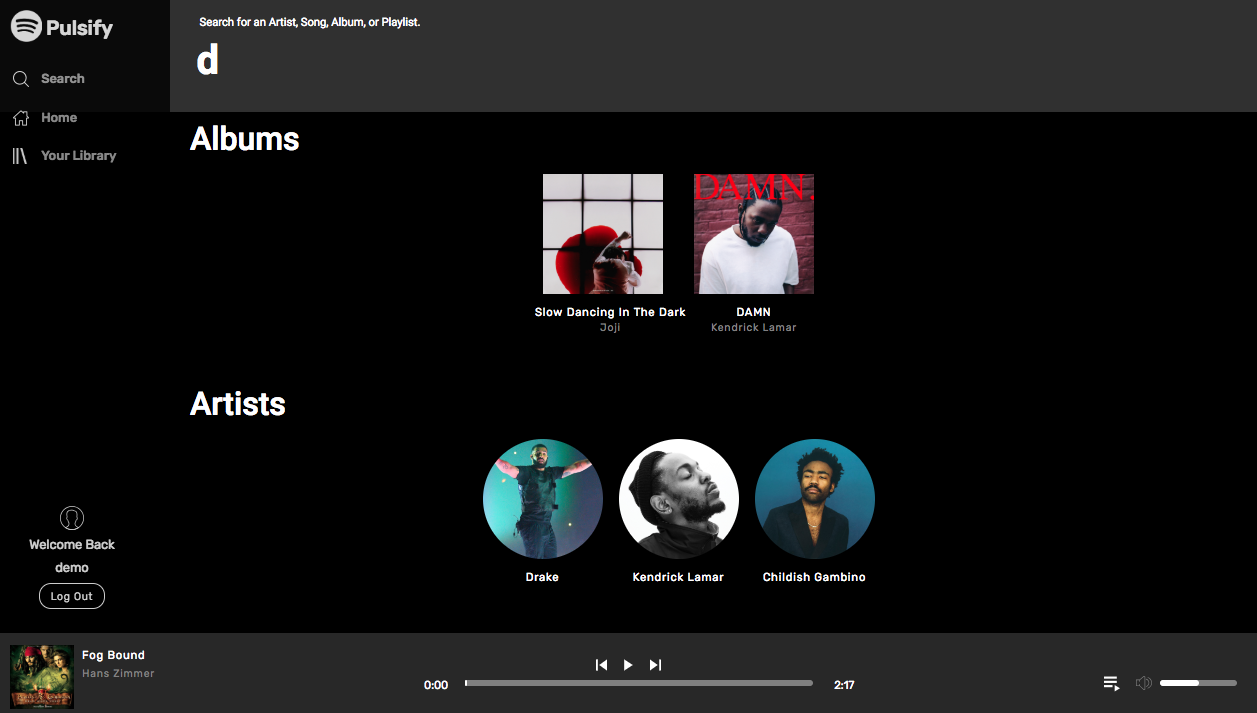 Pulsify
Search
Home
Your Library
Welcome Back
demo
Log Out
Search for an Artist, Song, Album, or Playlist.
d
Albums
DAMN.
Slow Dancing In The Dark
Joji
DAMN
Kendrick Lamar
Artists
Drake
Kendrick Lamar
Childish Gambino
Fog Bound
Hans Zimmer
0:00
2:17